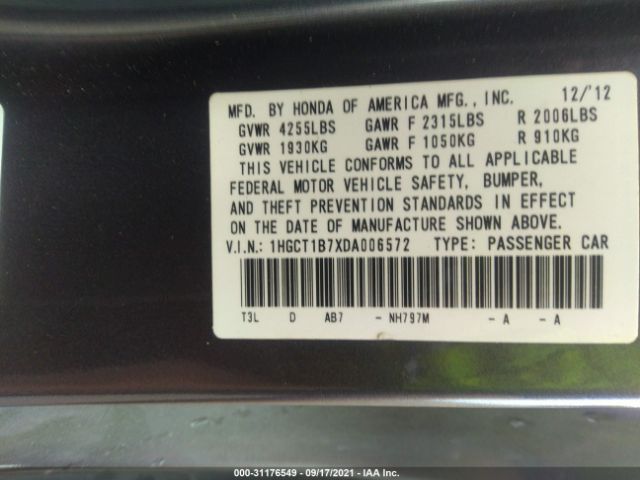 MFD. BY HONDA OF AMERICA MFG., INC. 12/'12
GVWR 4255LBS GAWR F 2315LBS R 2006LBS
GVWR 1930KG GAWR F 1050KG R 910KG
THIS VEHICLE CONFORMS TO ALL APPLICABLE
FEDERAL MOTOR VEHICLE SAFETY, BUMPER,
AND THEFT PREVENTION STANDARDS IN EFFECT
ON THE DATE OF MANUFACTURE SHOWN ABOVE.
V.I.N.: 1HGCT1B7XDA006572 TYPE: PASSENGER CAR
T3L D AB7 - NH797M - A - A
000-31176549 - 09/17/2021 - IAA Inc.